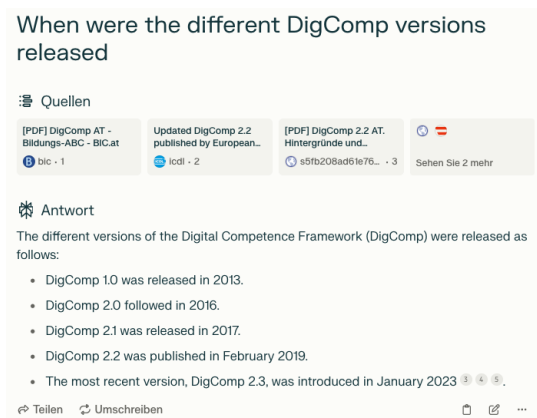 When were the different DigComp versions
released
Quellen
[PDF] DigComp AT -
Bildungs-ABC - BIC.at
bic · 1
Updated DigComp 2.2
published by European...
icdl · 2
[PDF] DigComp 2.2 AT.
Hintergründe und...
s5fb208ad61e76... · 3
Sehen Sie 2 mehr
Antwort
The different versions of the Digital Competence Framework (DigComp) were released as
follows:
• DigComp 1.0 was released in 2013.
• DigComp 2.0 followed in 2016.
• DigComp 2.1 was released in 2017.
• DigComp 2.2 was published in February 2019.
• The most recent version, DigComp 2.3, was introduced in January 2023 3 4 5 .
Teilen Umschreiben